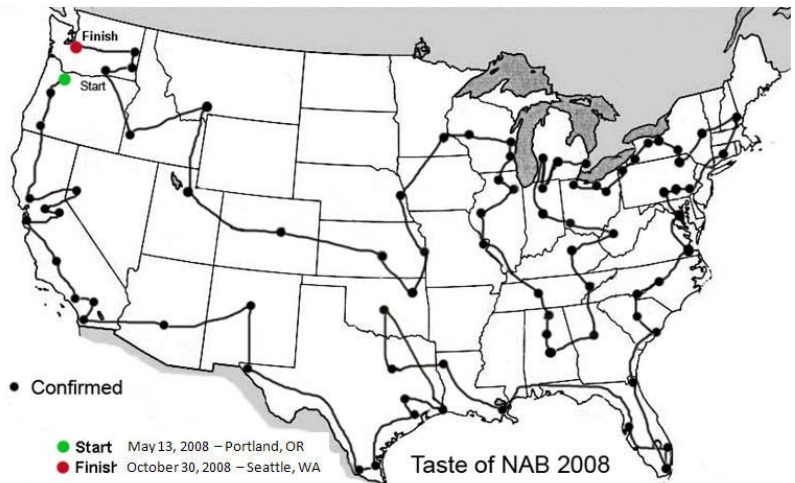 Finish
Start
Confirmed
Start May 13, 2008 – Portland, OR
Finish October 30, 2008 – Seattle, WA
Taste of NAB 2008